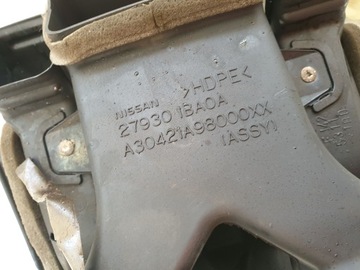 NISSAN >HDPE<
27930 1BA0A
A30421A98000XX
(ASSY)